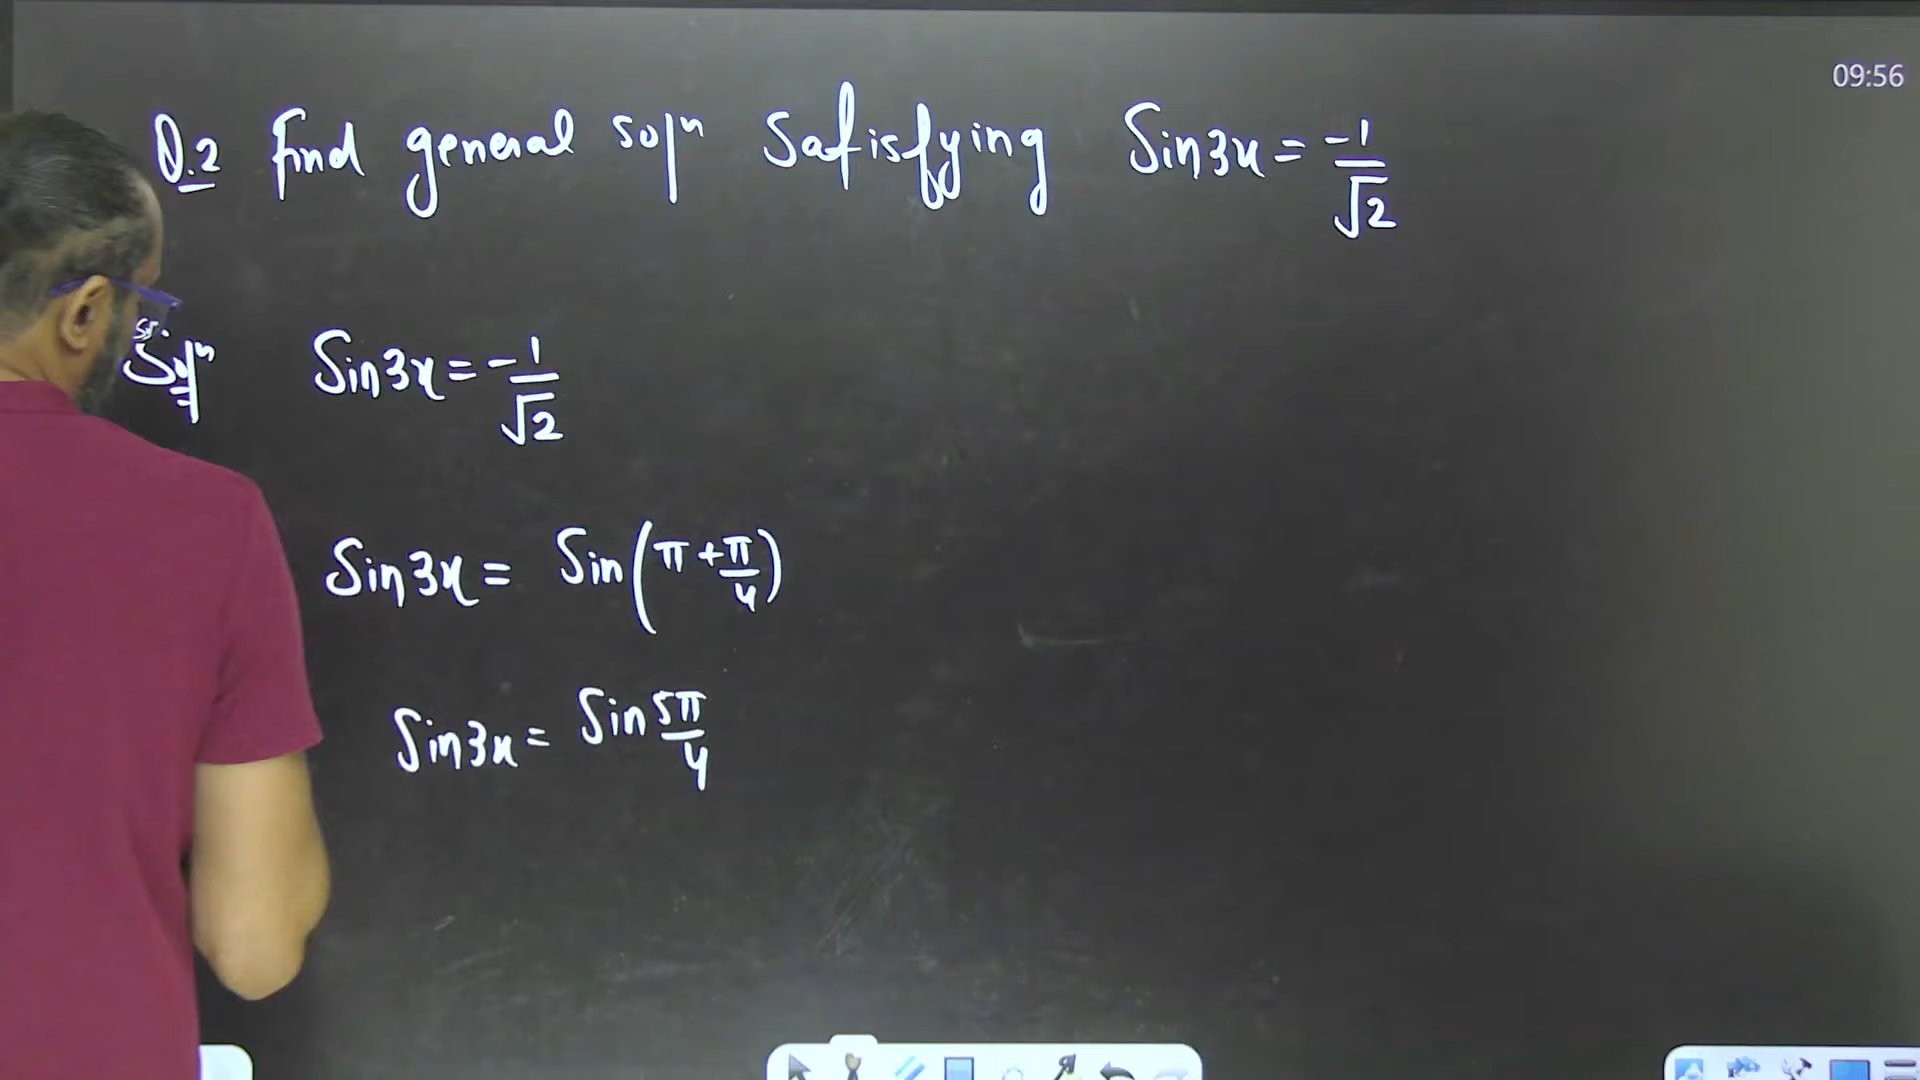 09:56
Q.2 Find general solⁿ Satisfying Sin3x = -1/√2
Solⁿ Sin3x = -1/√2
Sin3x = Sin(π + π/4)
Sin3x = Sin 5π/4